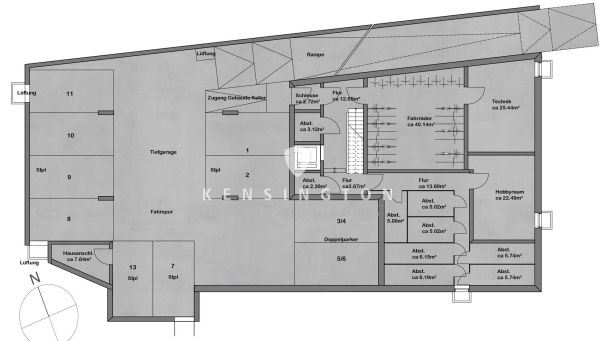 Rampe
Lüftung
Lüftung
11
Zugang Gebäude Keller
Schleuse
ca 2.72m²
Flur
ca 12.65m²
Technik
ca 25.44m²
Fahrräder
ca 40.14m²
10
Abst.
ca 3.12m²
Tiefgarage
1
Stpl
9
Stpl
2
Abst.
ca 2.36m²
Flur
ca3.67m²
Flur
ca 13.69m²
Hobbyraum
ca 22.49m²
KENSINGTON
Abst.
ca 5.02m²
8
Fahrspur
3/4
Abst.
5.00m²
Abst.
ca 5.02m²
Doppelparker
Lüftung
Hausanschl.
ca 7.64m²
5/6
Abst.
ca 6.15m²
Abst.
ca 5.74m²
13
Stpl
7
Stpl
Abst.
ca 6.19m²
Abst.
ca 5.74m²
N